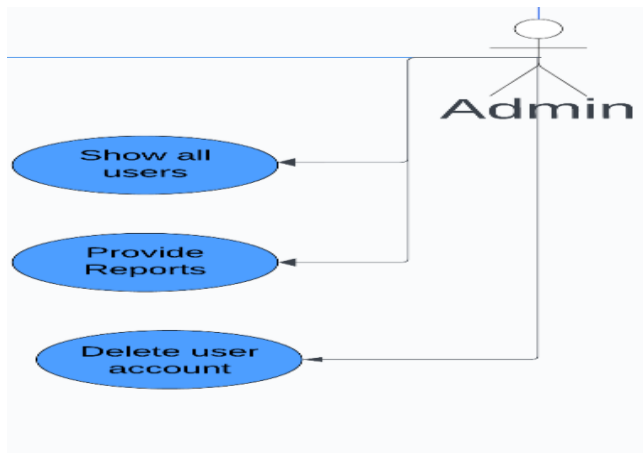 Admin
Show all
users
Provide
Reports
Delete user
account